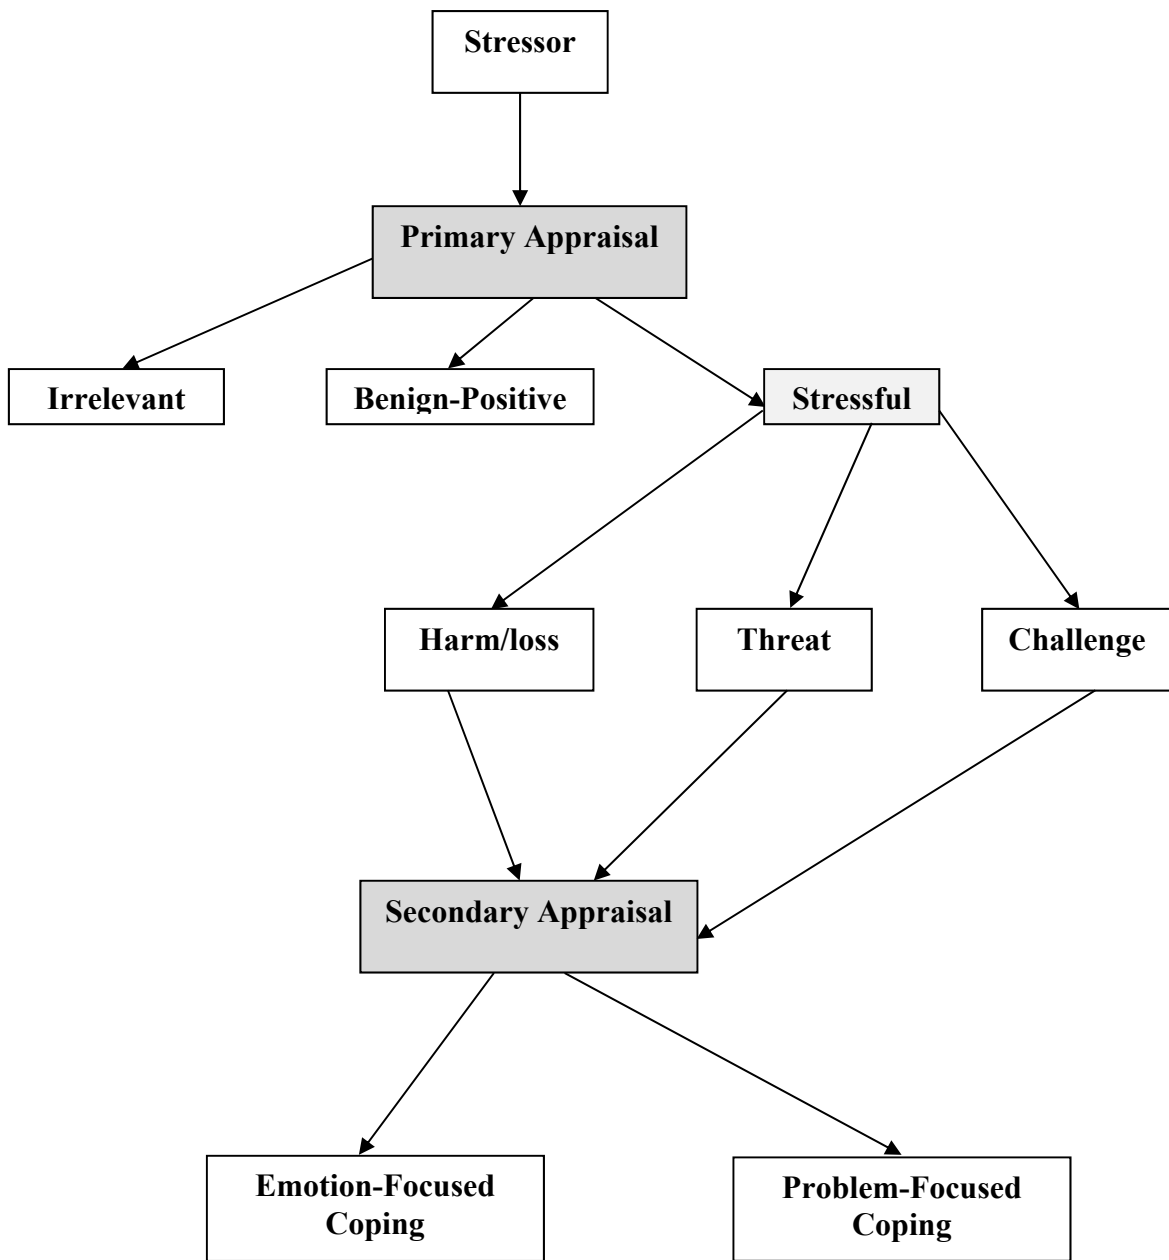 Stressor
Primary Appraisal
Irrelevant
Benign-Positive
Stressful
Harm/loss
Threat
Challenge
Secondary Appraisal
Emotion-Focused
Coping
Problem-Focused
Coping